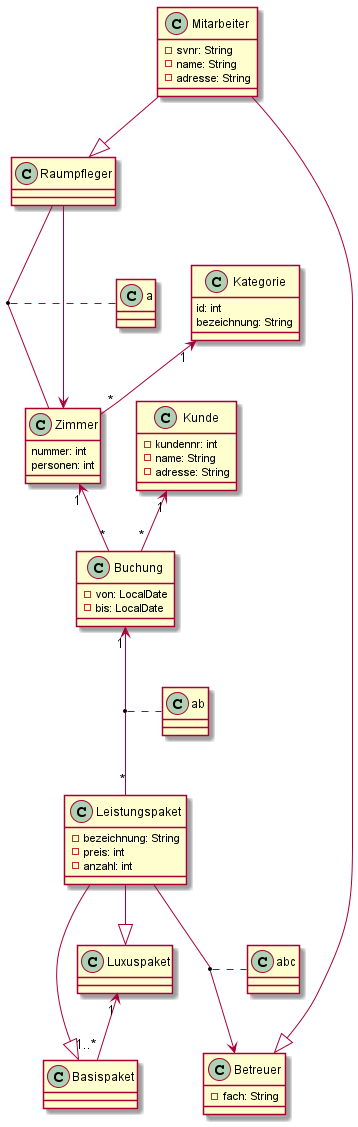 C Mitarbeiter
svnr: String
name: String
adresse: String
C Raumpfleger
C a
C Kategorie
id: int
bezeichnung: String
1
*
C Zimmer
nummer: int
personen: int
C Kunde
kundennr: int
name: String
adresse: String
1
1
*
*
C Buchung
von: LocalDate
bis: LocalDate
1
C ab
*
C Leistungspaket
bezeichnung: String
preis: int
anzahl: int
C Luxuspaket
C abc
1
1..*
C Basispaket
C Betreuer
fach: String